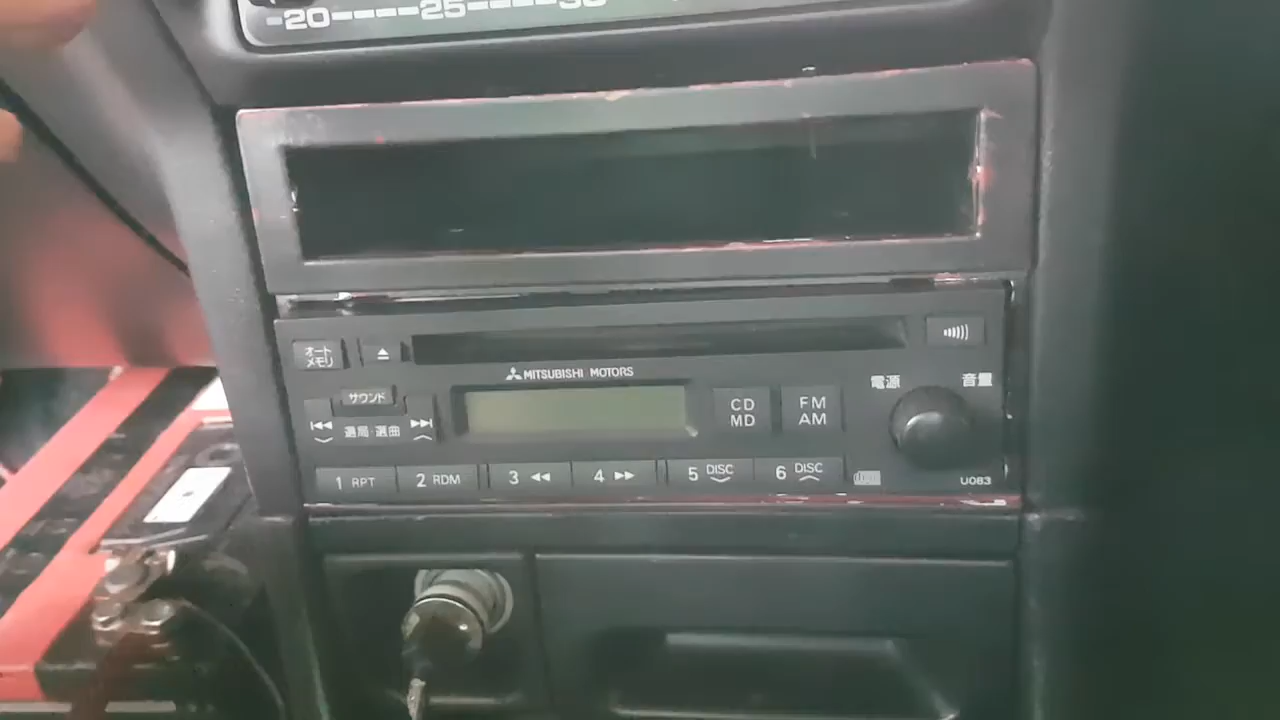 20 25 30
オート
メモリ
MITSUBISHI MOTORS
サウンド
選局・選曲
CD
MD
FM
AM
電源
音量
1 RPT
2 RDM
3
4
5 DISC
6 DISC
U083